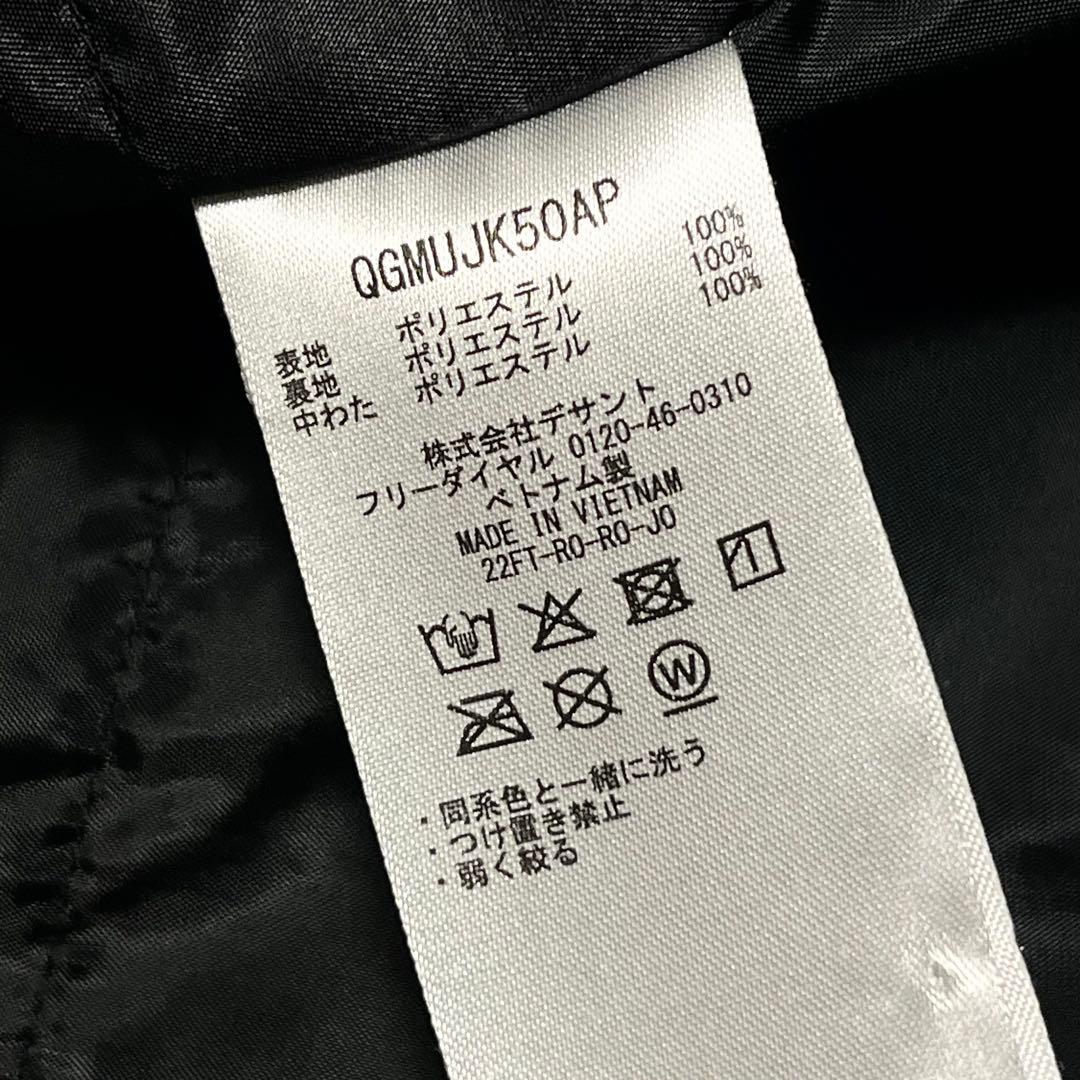 QGMUJK50AP
表地 ポリエステル 100%
裏地 ポリエステル 100%
中わた ポリエステル 100%
株式会社デサント
フリーダイヤル 0120-46-0310
ベトナム製
MADE IN VIETNAM
22FT-R0-R0-J0
W
・同系色と一緒に洗う
・つけ置き禁止
・弱く絞る